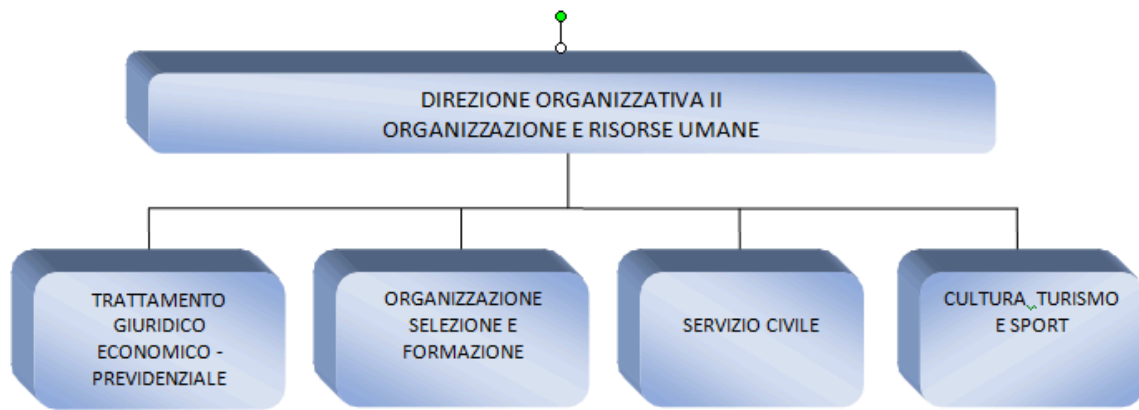 DIREZIONE ORGANIZZATIVA II
ORGANIZZAZIONE E RISORSE UMANE
TRATTAMENTO
GIURIDICO
ECONOMICO -
PREVIDENZIALE
ORGANIZZAZIONE
SELEZIONE E
FORMAZIONE
SERVIZIO CIVILE
CULTURA, TURISMO
E SPORT